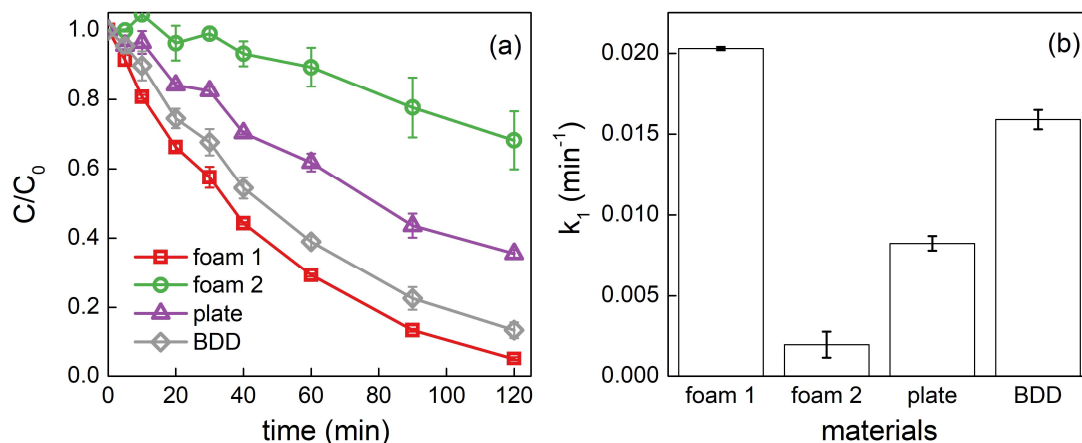 (a)
1.0
0.8
0.6
0.4
0.2
0.0
C/C0
foam 1
foam 2
plate
BDD
0 20 40 60 80 100 120
time (min)
(b)
0.020
0.015
0.010
0.005
0.000
k1 (min-1)
foam 1 foam 2 plate BDD
materials